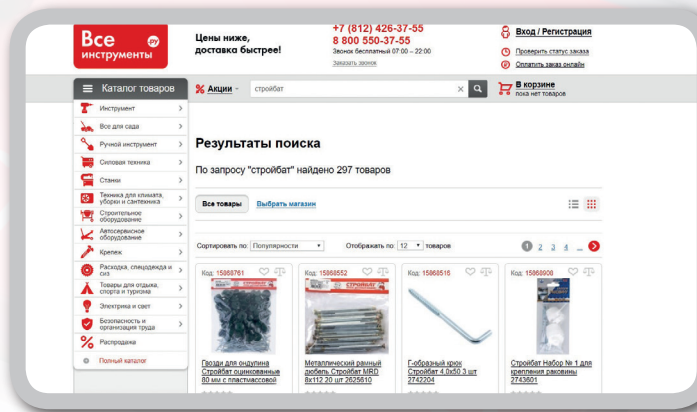 Все .ру
инструменты
Цены ниже,
доставка быстрее!
+7 (812) 426-37-55
8 800 550-37-55
Звонок бесплатный 07:00 – 22:00
Заказать звонок
Вход / Регистрация
Проверить статус заказа
Оплатить заказ онлайн
Каталог товаров
% Акции
стройбат
В корзине
пока нет товаров
Инструмент
Все для сада
Ручной инструмент
Силовая техника
Станки
Техника для климата,
уборки и сантехника
Строительное
оборудование
Автосервисное
оборудование
Крепеж
Расходка, спецодежда и
сиз
Товары для отдыха,
спорта и туризма
Электрика и свет
Безопасность и
организация труда
Распродажа
Полный каталог
Результаты поиска
По запросу "стройбат" найдено 297 товаров
Все товары
Выбрать магазин
Сортировать по: Популярности
Отображать по: 12 товаров
1 2 3 4 ...
Код: 15868761
Гвозди для ондулина
Стройбат оцинкованные
80 мм с пластмассовой
Код: 15868552
СТРОЙБАТ
Металлический рамный
дюбель Стройбат MRD
8x112 20 шт 2625610
Код: 15868516
Г-образный крюк
Стройбат 4,0x50 3 шт
2742204
Код: 15868908
Стройбат Набор № 1 для
крепления раковины
2743601